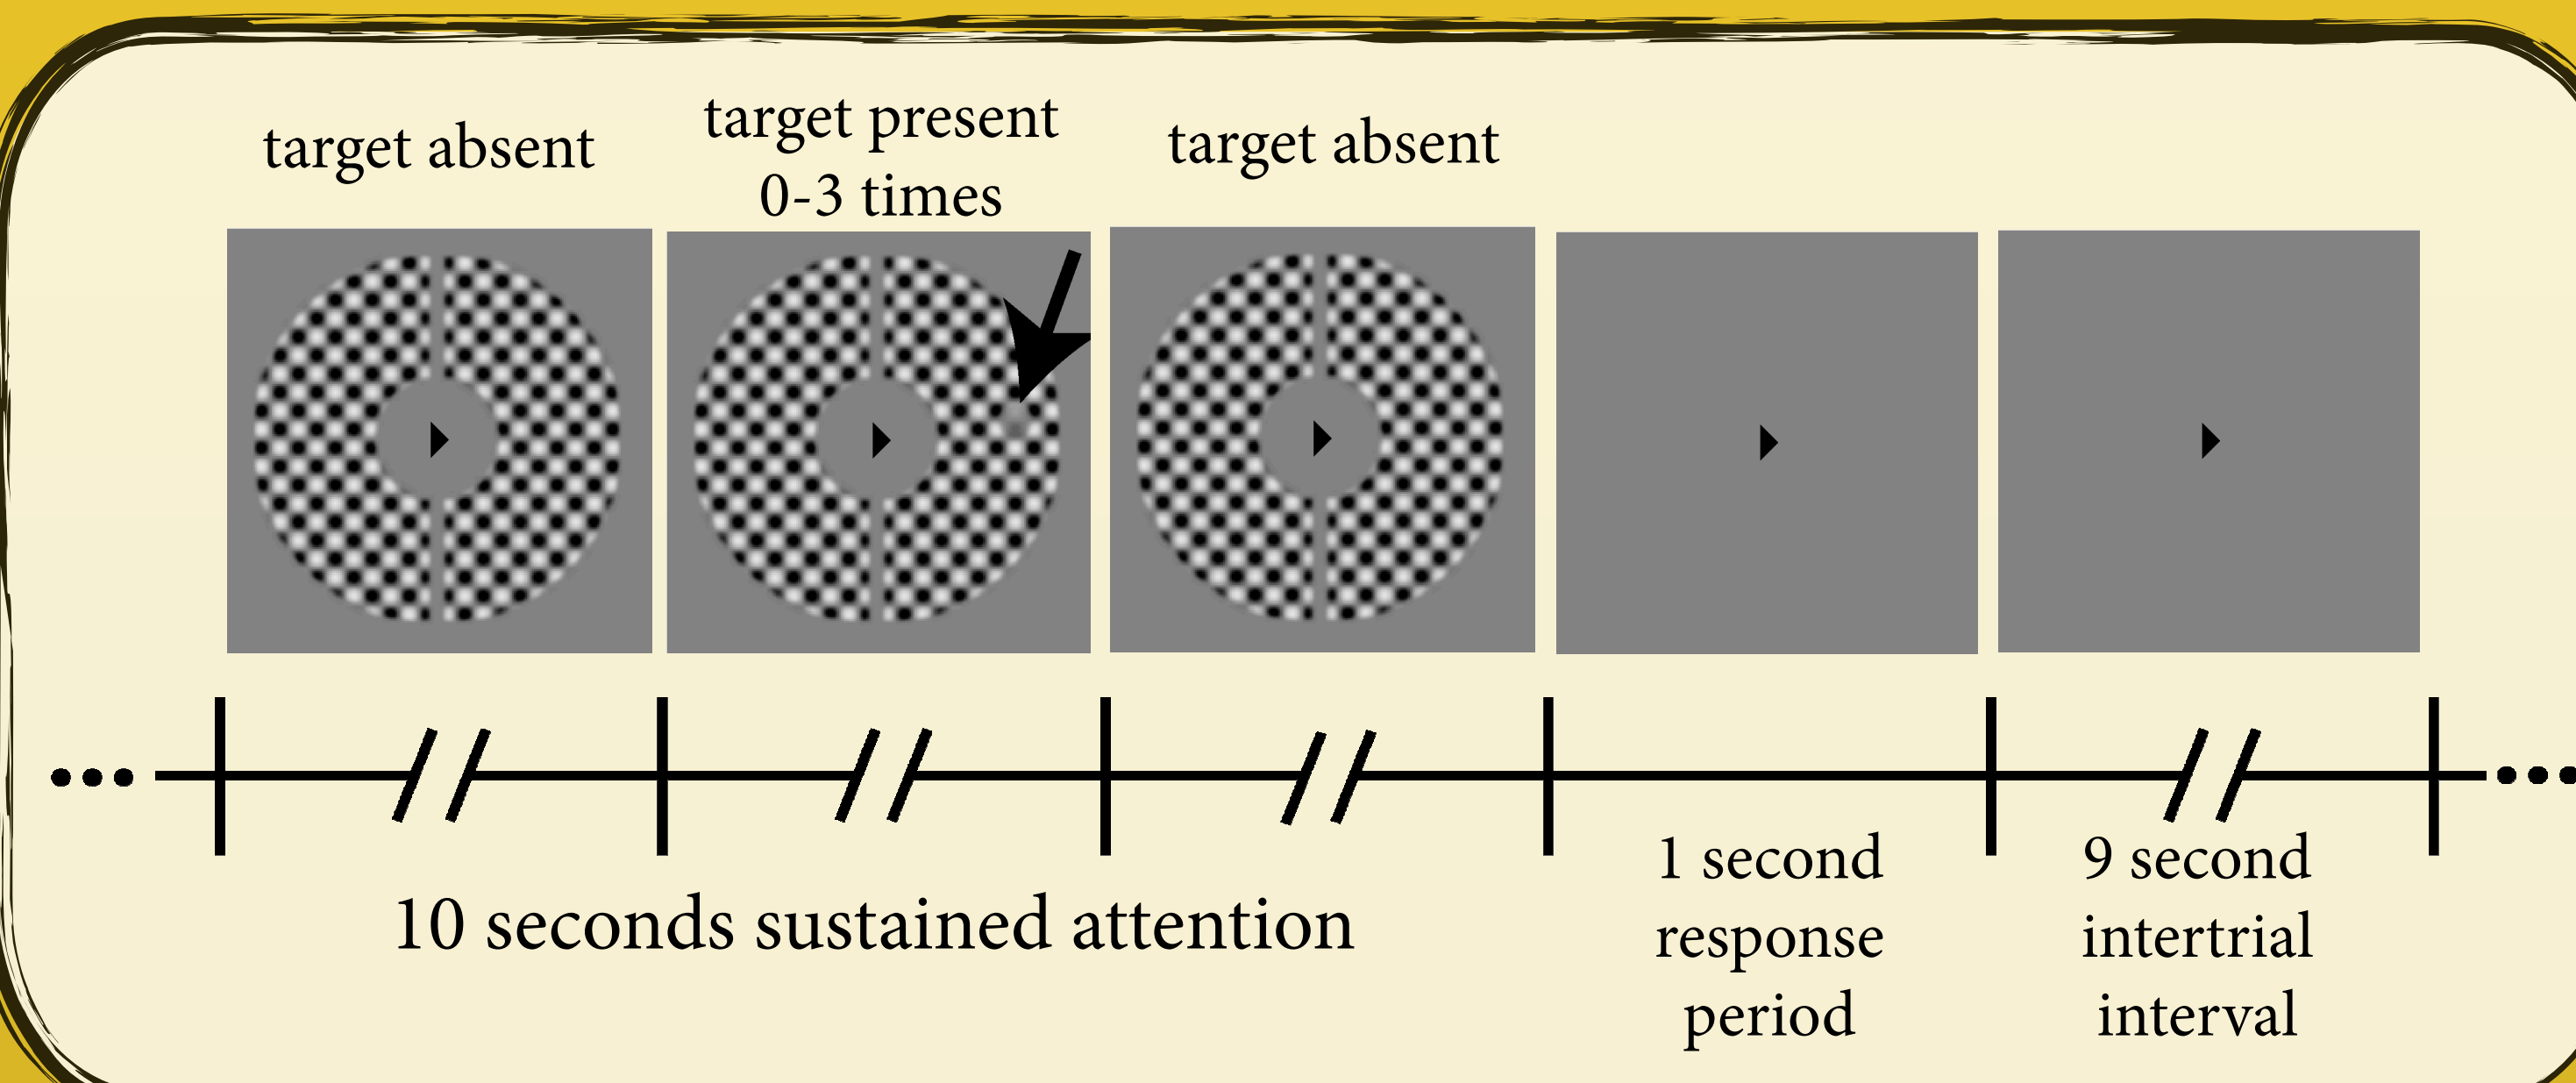 target absent
target present
0-3 times
target absent
10 seconds sustained attention
1 second
response
period
9 second
intertrial
interval